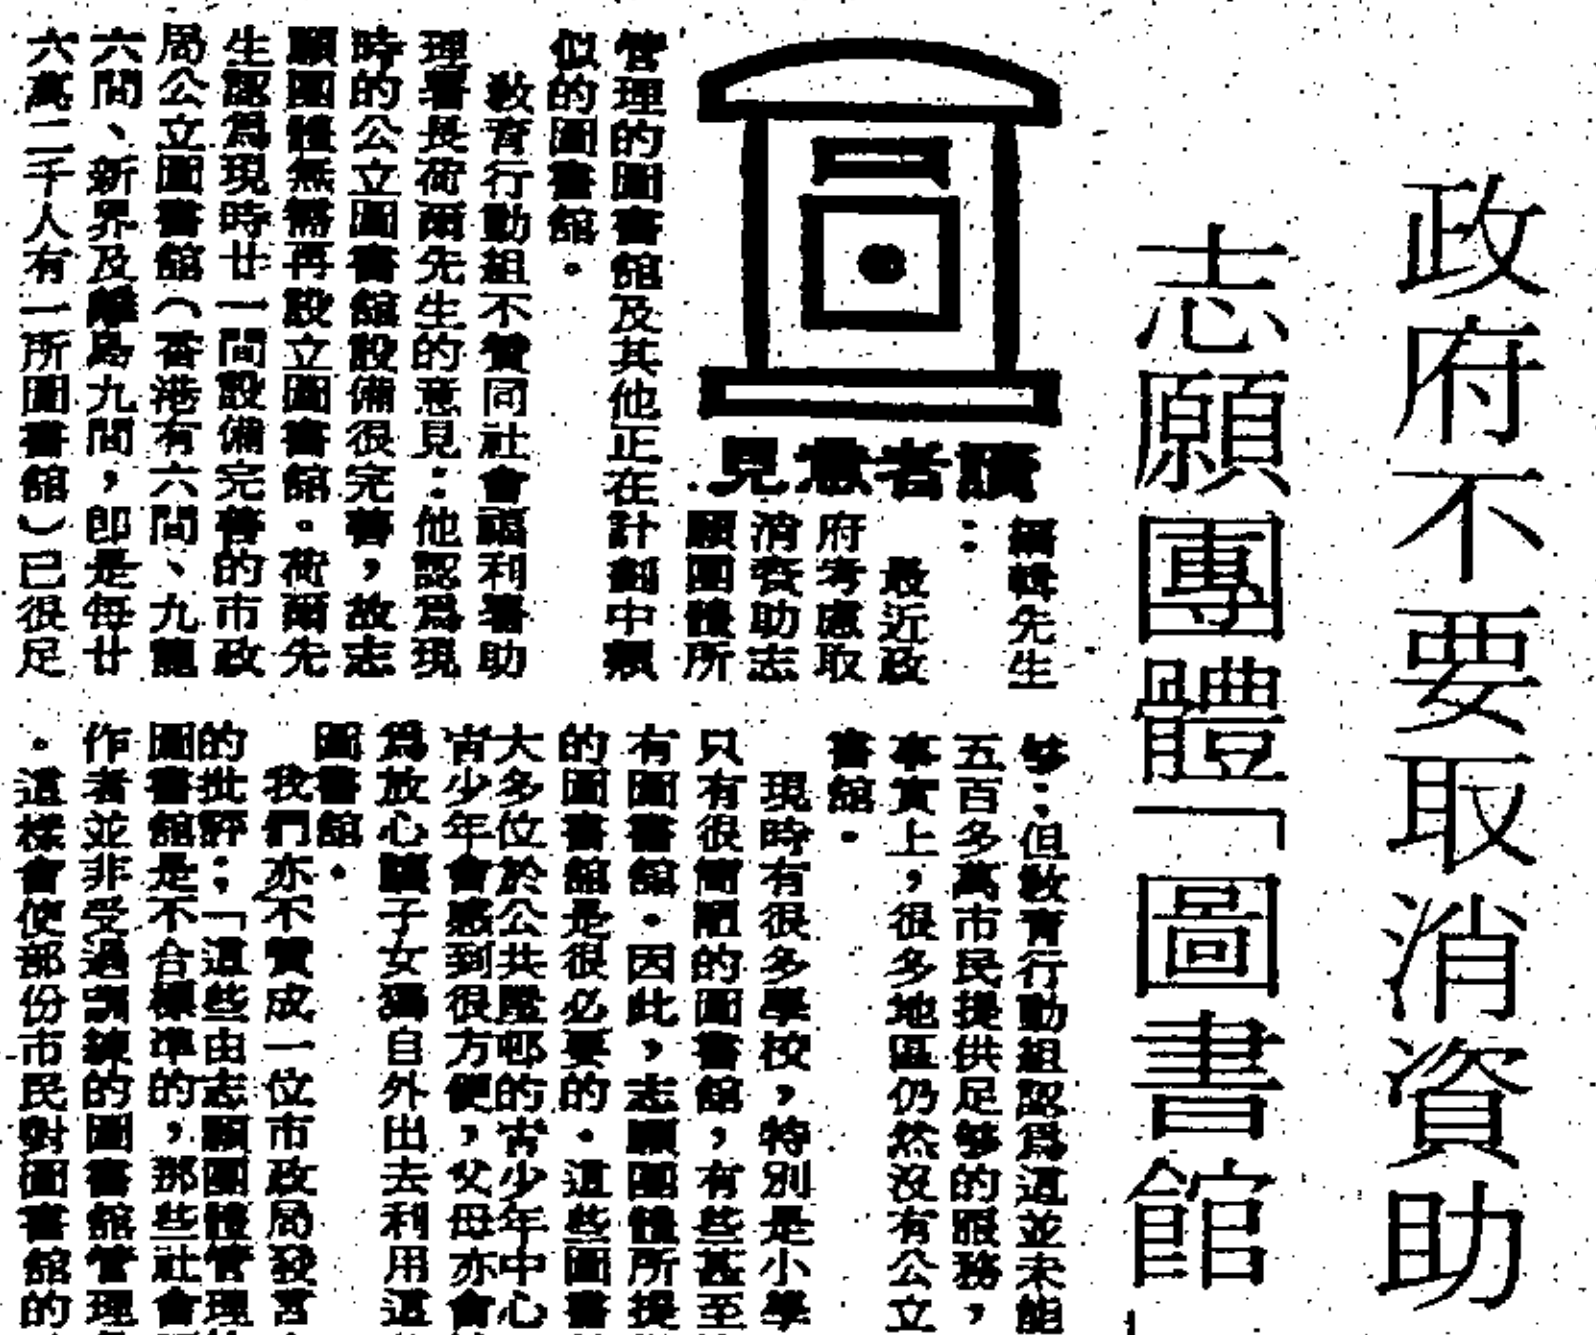 政府不要取消資助
志願團體「圖書館
讀者意見
編輯先生
：
最近政
府考慮取
消資助志
願團體所
管理的圖書館及其他正在計劃中類
似的圖書館。
教育行動組不贊同社會福利署助
理署長荷爾先生的意見：他認爲現
時的公立圖書館設備很完善，故志
願團體無需再設立圖書館。荷爾先
生認爲現時廿一間設備完善的市政
局公立圖書館（香港有六間、九龍
六間、新界及離島九間，卽是每廿
六萬二千人有一所圖書館）已很足
够；但教育行動組認爲這並未能
五百多萬市民提供足够的服務，
事實上，很多地區仍然沒有公立
書館。
現時有很多學校，特別是小學
只有很簡陋的圖書館，有些甚至
有圖書館。因此，志願團體所提
的圖書館是很必要的。這些圖書
大多位於公共屋邨的青少年中心
青少年會感到很方便，父母亦會
爲放心讓子女獨自外出去利用這
圖書館。
我們亦不贊成一位市政局發言
的批評：「這些由志願團體管理
圖書館是不合標準的，那些社會
作者並非受過訓練的圖書館管理
。這樣會使部份市民對圖書館的